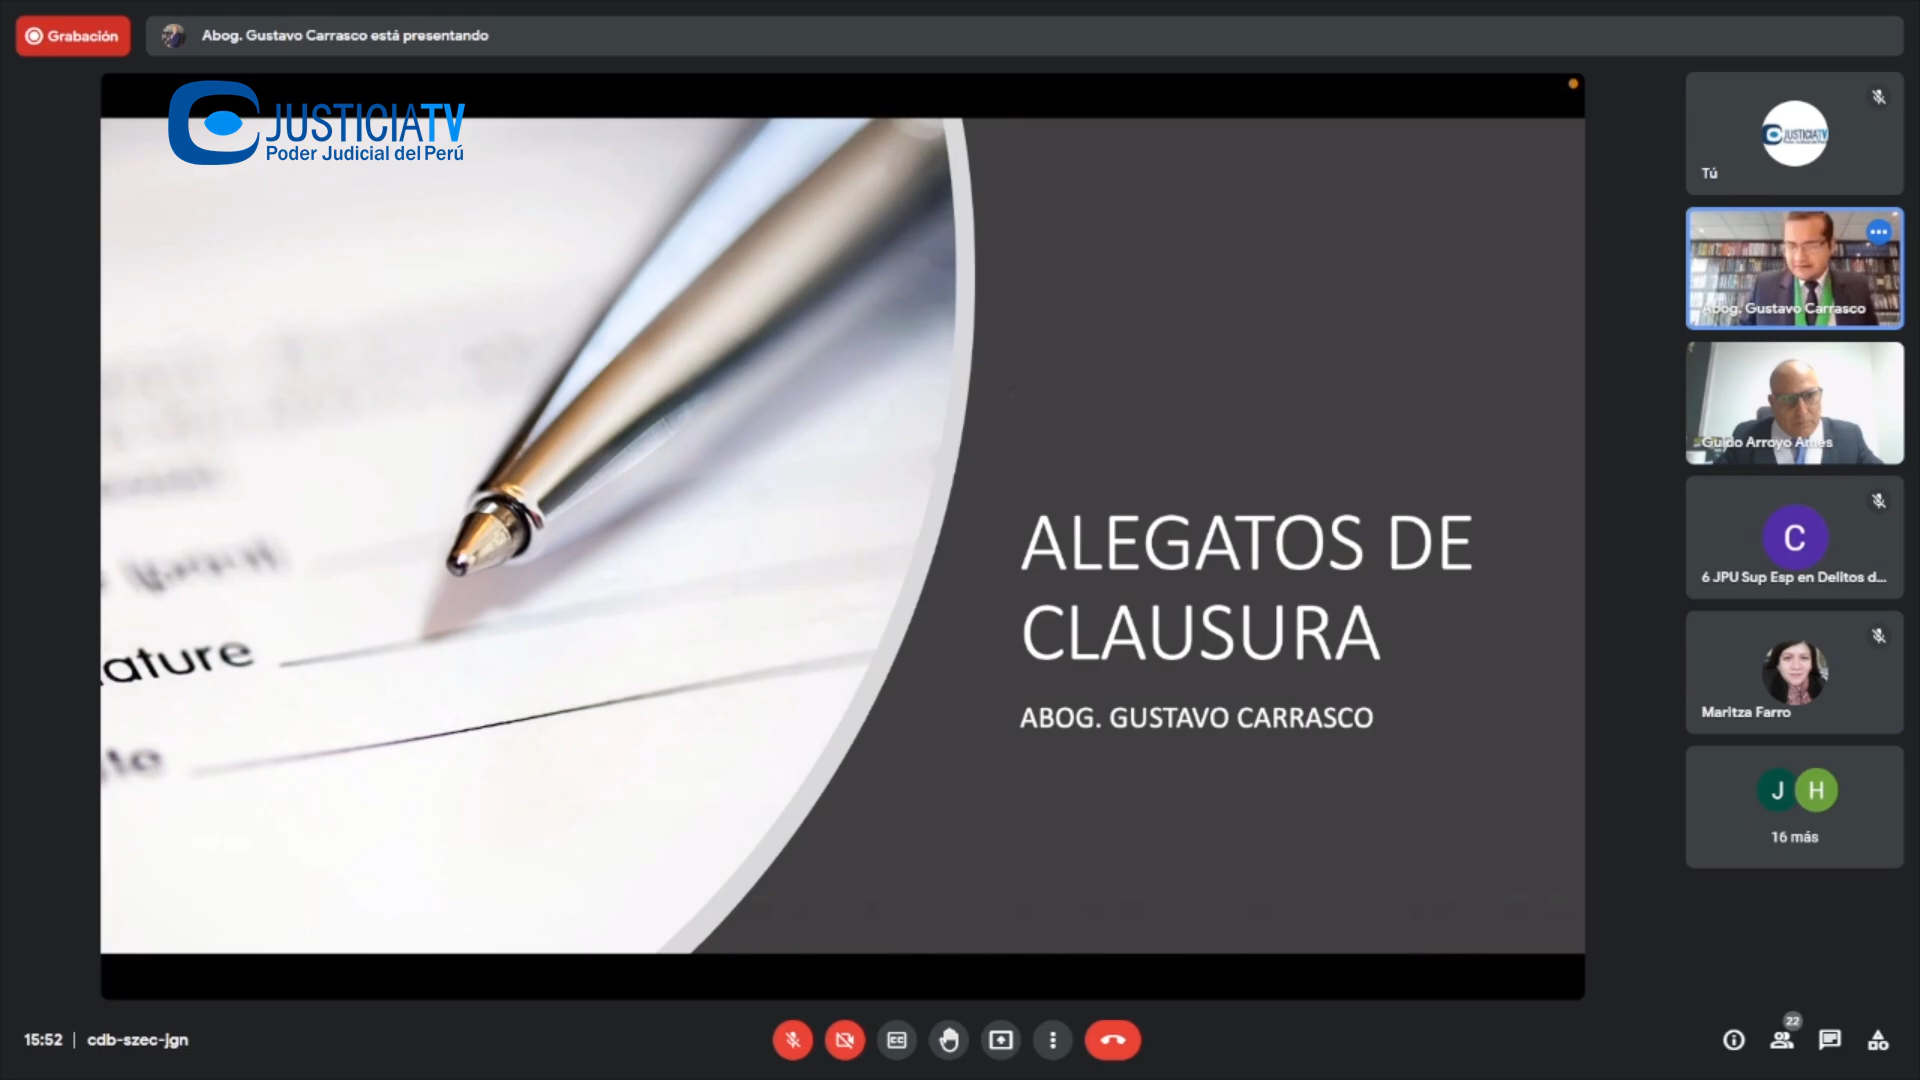 Grabación
Abog. Gustavo Carrasco está presentando
JUSTICIATV
Poder Judicial del Perú
ature
ALEGATOS DE
CLAUSURA
ABOG. GUSTAVO CARRASCO
JUSTICIATV
Tú
Abog. Gustavo Carrasco
Guido Arroyo Ames
C
6 JPU Sup Esp en Delitos d...
Maritza Farro
J H
16 más
15:52 | cdb-szec-jgn
CC
22